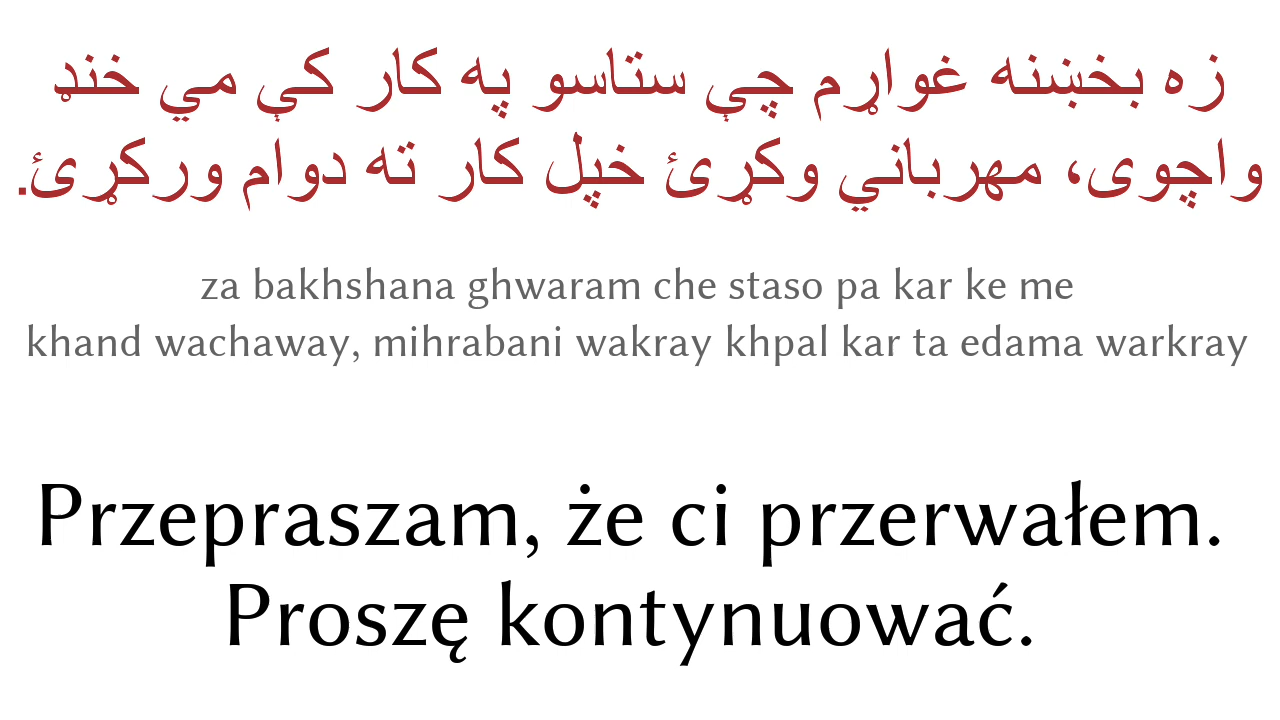 زه بخښنه غواړم چې ستاسو په کار کې مي خنډ
واچوی، مهرباني وکړئ خپل کار ته دوام ورکړئ.
za bakhshana ghwaram che staso pa kar ke me
khand wachaway, mihrabani wakray khpal kar ta edama warkray
Przepraszam, że ci przerwałem.
Proszę kontynuować.